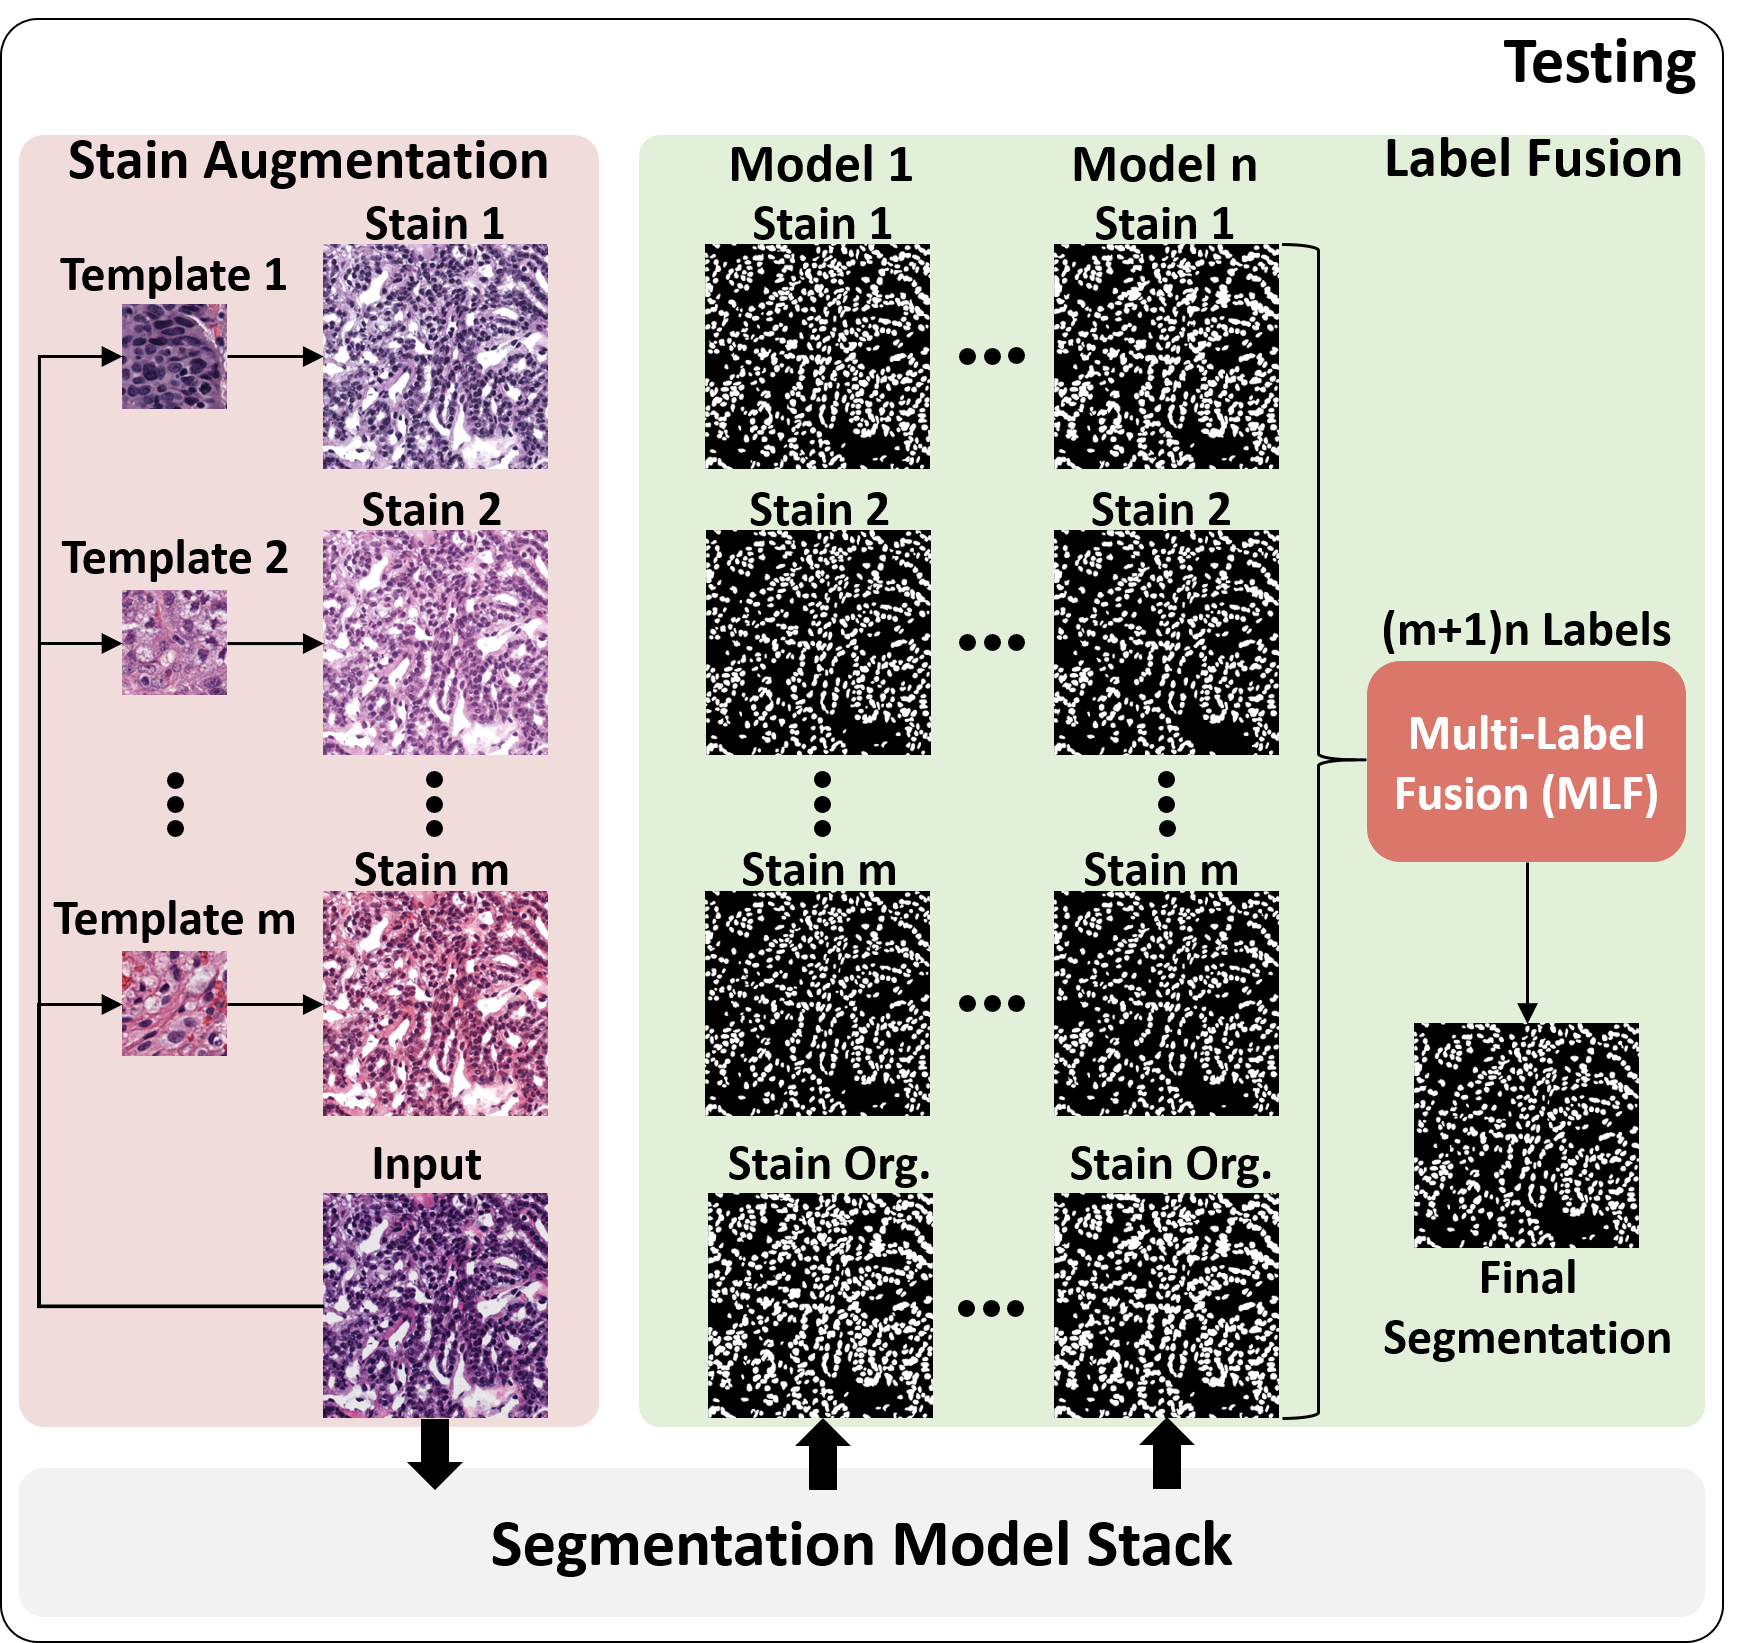 Testing
Stain Augmentation
Stain 1
Template 1
Stain 2
Template 2
Stain m
Template m
Input
Label Fusion
Model 1
Model n
Stain 1
Stain 1
Stain 2
Stain 2
Stain m
Stain m
Stain Org.
Stain Org.
(m+1)n Labels
Multi-Label
Fusion (MLF)
Final
Segmentation
Segmentation Model Stack